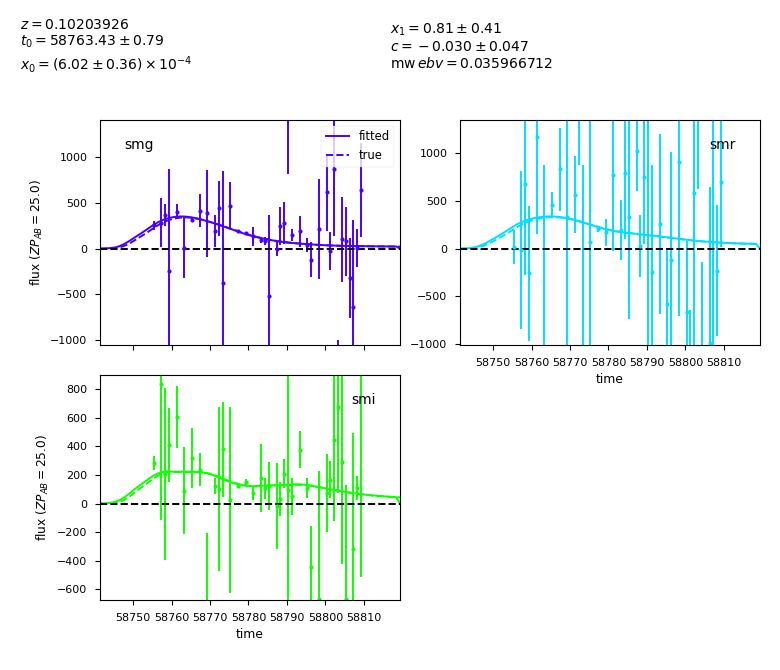 z = 0.10203926
t₀ = 58763.43 ± 0.79
x₀ = (6.02 ± 0.36) × 10⁻⁴
x₁ = 0.81 ± 0.41
c = −0.030 ± 0.047
mw ebv = 0.035966712
smg
fitted
true
1000
500
0
−500
−1000
flux (ZP_AB = 25.0)
smr
1000
500
0
−500
−1000
58750 58760 58770 58780 58790 58800 58810
time
smi
800
600
400
200
0
−200
−400
−600
flux (ZP_AB = 25.0)
58750 58760 58770 58780 58790 58800 58810
time